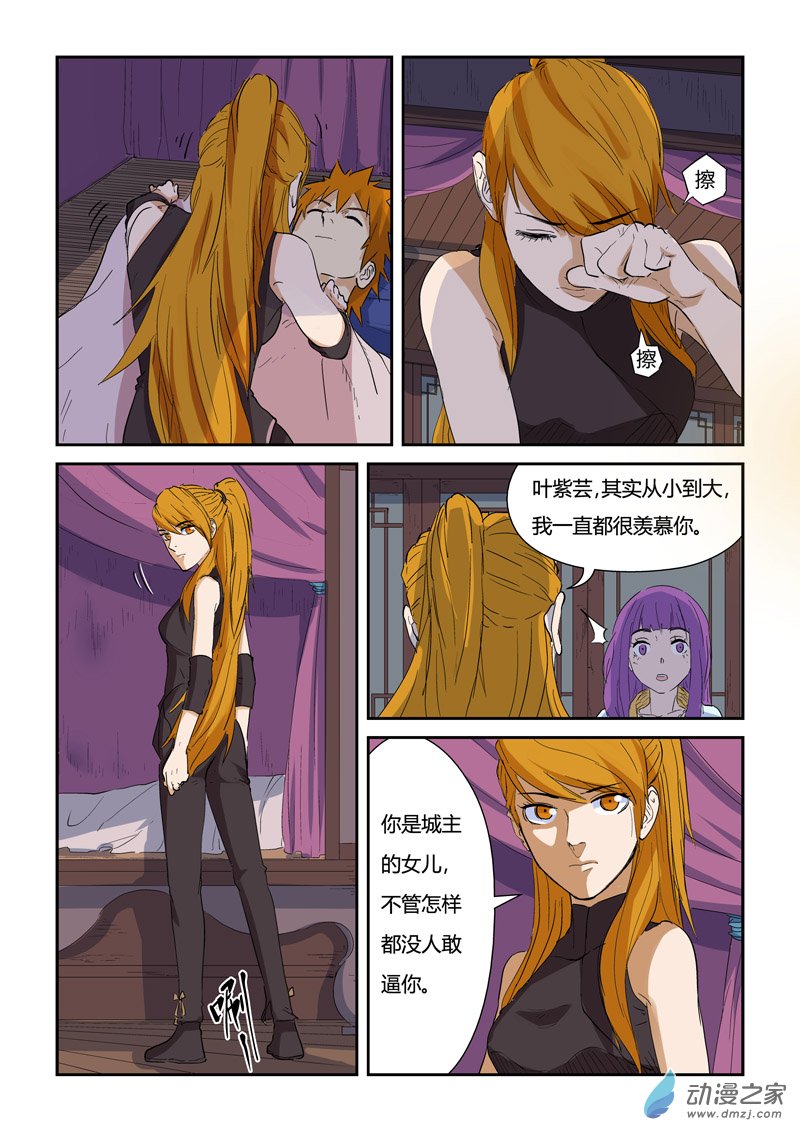 擦
擦
叶紫芸，其实从小到大，
我一直都很羡慕你。
唰
你是城主
的女儿，
不管怎样
都没人敢
逼你。
动漫之家
www.dmzj.com